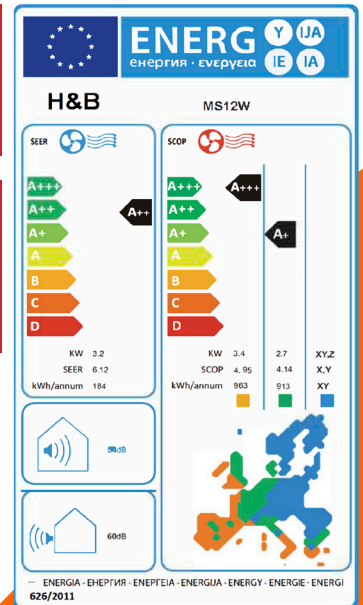 ENERG Y IJA
енергия · ενεργεια IE IA
H&B MS12W
SEER SCOP
A+++ A+++ A+++
A++ A++ A++
A+ A+ A+
A A
B B
C C
D D
KW 3.2 KW 3.4 2.7 XY,Z
SEER 6.12 SCOP 4.95 4.14 X,Y
kWh/annum 184 kWh/annum 963 913 XY
dB
60dB
— ENERGIA - ЕНЕРГИЯ - ΕΝΕΡΓΕΙΑ - ENERGIJA - ENERGY - ENERGIE - ENERGI
626/2011